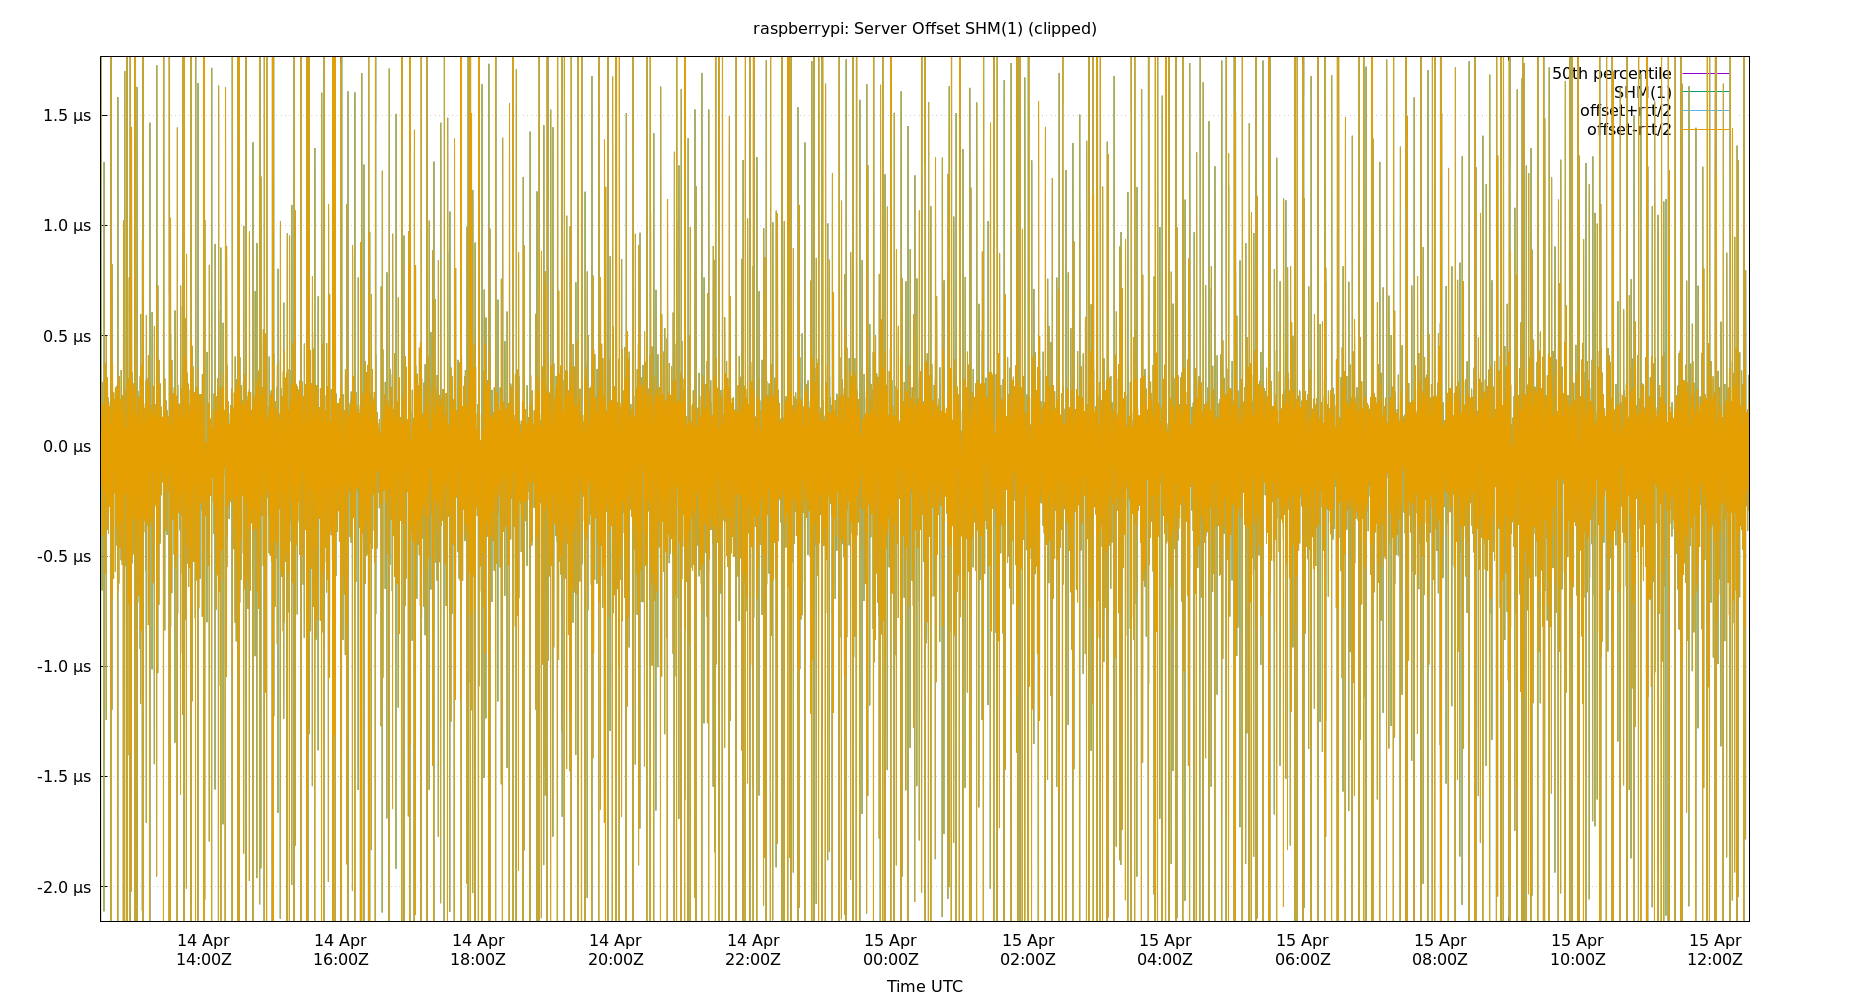 raspberrypi: Server Offset SHM(1) (clipped)
50th percentile
SHM(1)
offset+rtt/2
offset-rtt/2
1.5 µs
1.0 µs
0.5 µs
0.0 µs
-0.5 µs
-1.0 µs
-1.5 µs
-2.0 µs
14 Apr 14 Apr 14 Apr 14 Apr 14 Apr 15 Apr 15 Apr 15 Apr 15 Apr 15 Apr 15 Apr 15 Apr
14:00Z 16:00Z 18:00Z 20:00Z 22:00Z 00:00Z 02:00Z 04:00Z 06:00Z 08:00Z 10:00Z 12:00Z
Time UTC